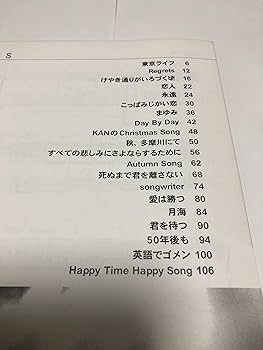 S
東京ライフ 6
Regrets 12
けやき通りがいろづく頃 16
恋人 22
永遠 24
こっぱみじかい恋 30
まゆみ 36
Day By Day 42
KANのChristmas Song 48
秋、多摩川にて 50
すべての悲しみにさよならするために 56
Autumn Song 62
死ぬまで君を離さない 68
songwriter 74
愛は勝つ 80
月海 84
君を待つ 90
50年後も 94
英語でゴメン 100
Happy Time Happy Song 106